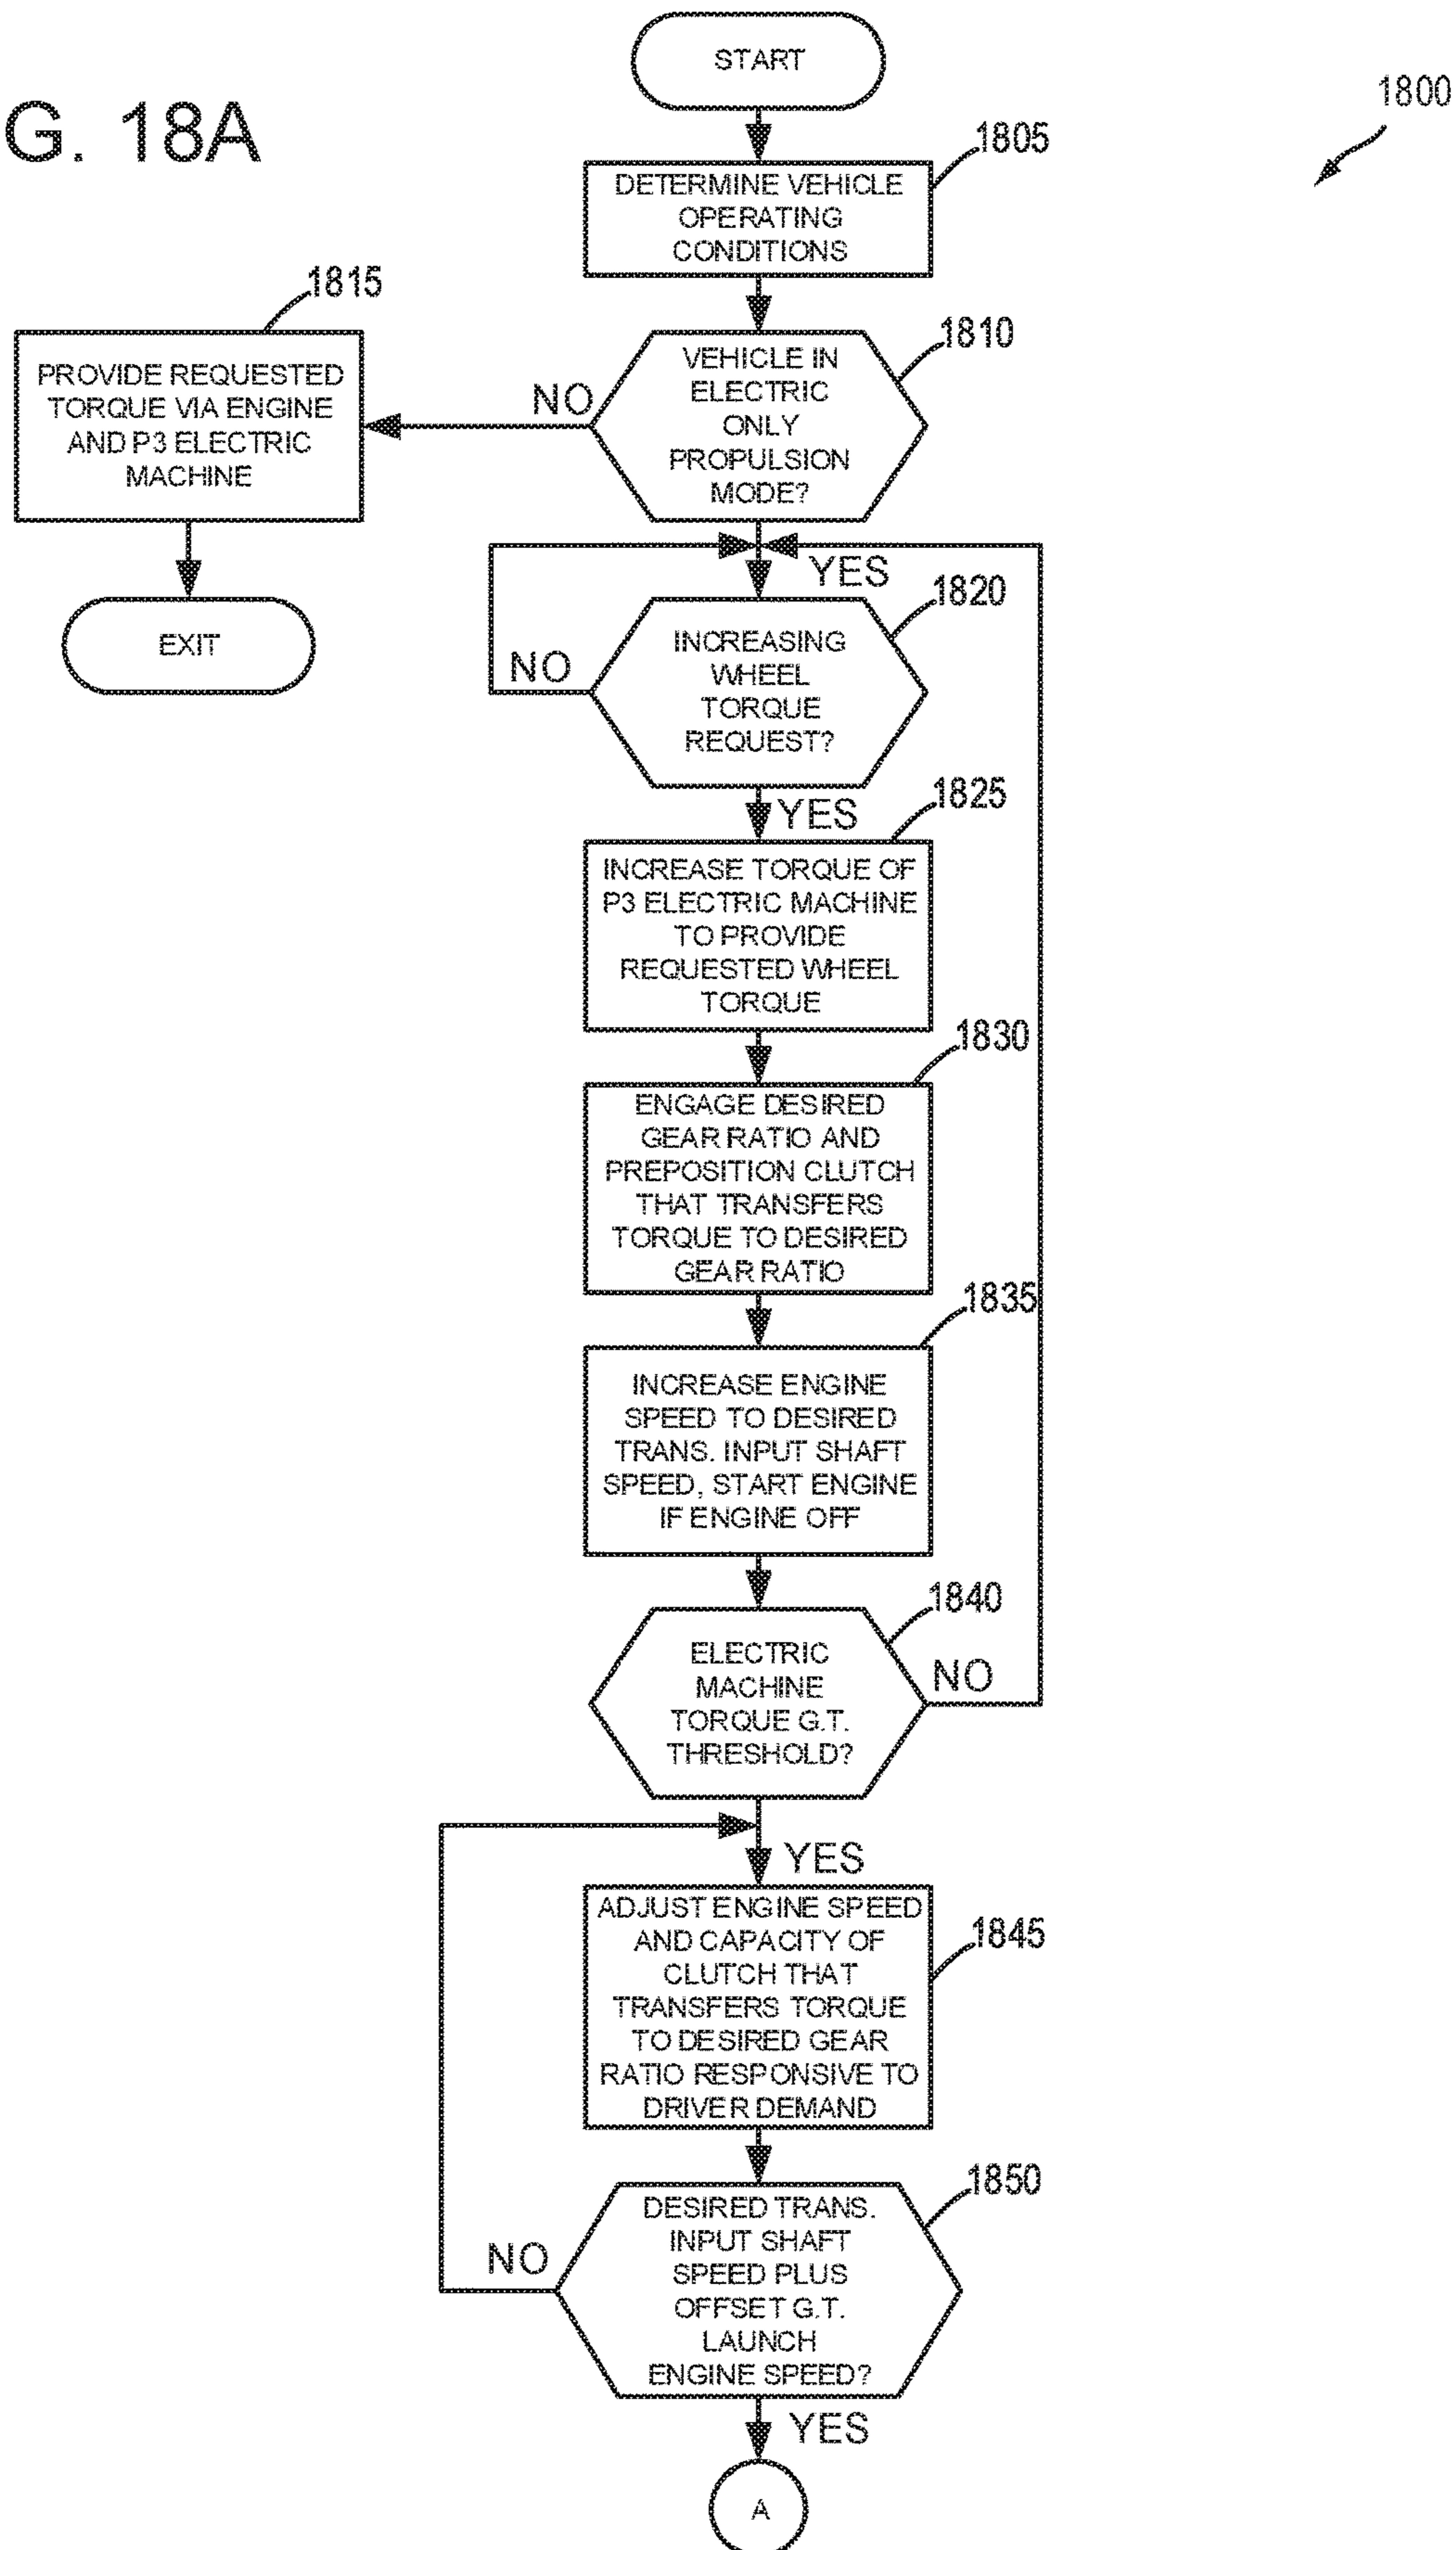 G. 18A
1800
START
1805
DETERMINE VEHICLE
OPERATING
CONDITIONS
1810
VEHICLE IN
ELECTRIC
ONLY
PROPULSION
MODE?
NO
1815
PROVIDE REQUESTED
TORQUE VIA ENGINE
AND P3 ELECTRIC
MACHINE
EXIT
YES
1820
INCREASING
WHEEL
TORQUE
REQUEST?
NO
YES
1825
INCREASE TORQUE OF
P3 ELECTRIC MACHINE
TO PROVIDE
REQUESTED WHEEL
TORQUE
1830
ENGAGE DESIRED
GEAR RATIO AND
PREPOSITION CLUTCH
THAT TRANSFERS
TORQUE TO DESIRED
GEAR RATIO
1835
INCREASE ENGINE
SPEED TO DESIRED
TRANS. INPUT SHAFT
SPEED, START ENGINE
IF ENGINE OFF
1840
ELECTRIC
MACHINE
TORQUE G.T.
THRESHOLD?
NO
YES
1845
ADJUST ENGINE SPEED
AND CAPACITY OF
CLUTCH THAT
TRANSFERS TORQUE
TO DESIRED GEAR
RATIO RESPONSIVE TO
DRIVER DEMAND
1850
DESIRED TRANS.
INPUT SHAFT
SPEED PLUS
OFFSET G.T.
LAUNCH
ENGINE SPEED?
NO
YES
A